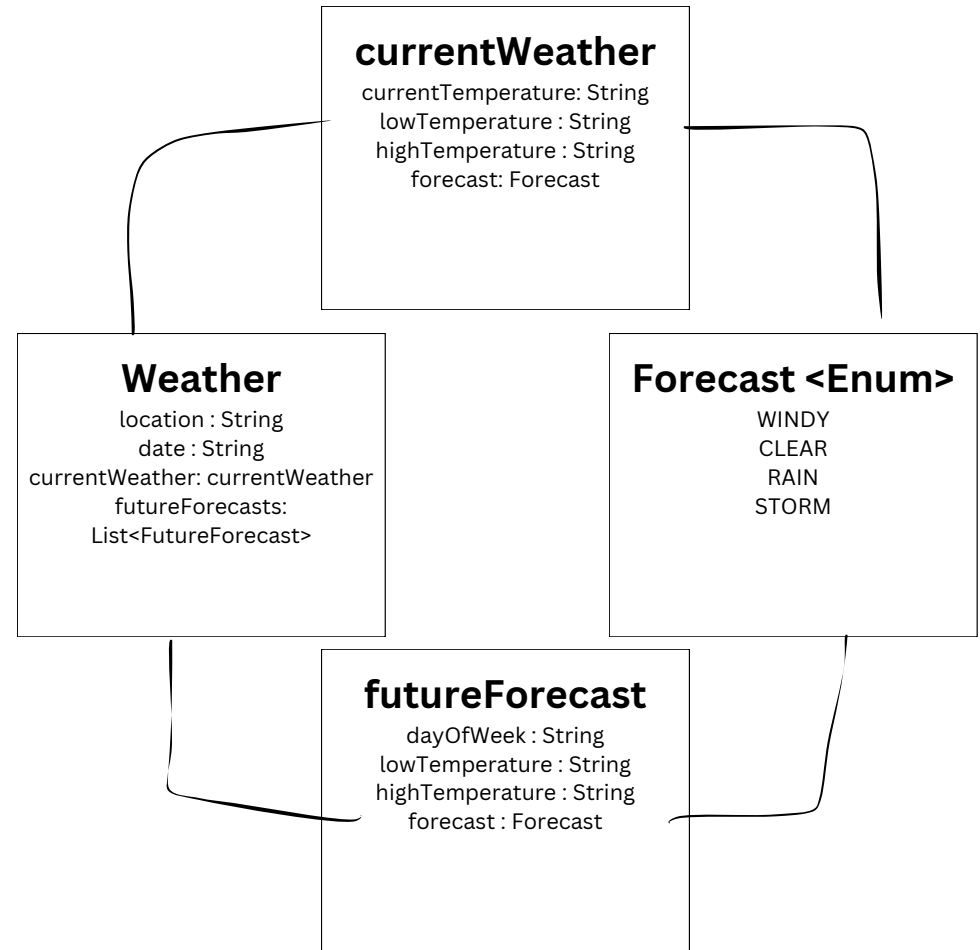 currentWeather
currentTemperature: String
lowTemperature : String
highTemperature : String
forecast: Forecast
Weather
location : String
date : String
currentWeather: currentWeather
futureForecasts:
List<FutureForecast>
Forecast <Enum>
WINDY
CLEAR
RAIN
STORM
futureForecast
dayOfWeek : String
lowTemperature : String
highTemperature : String
forecast : Forecast